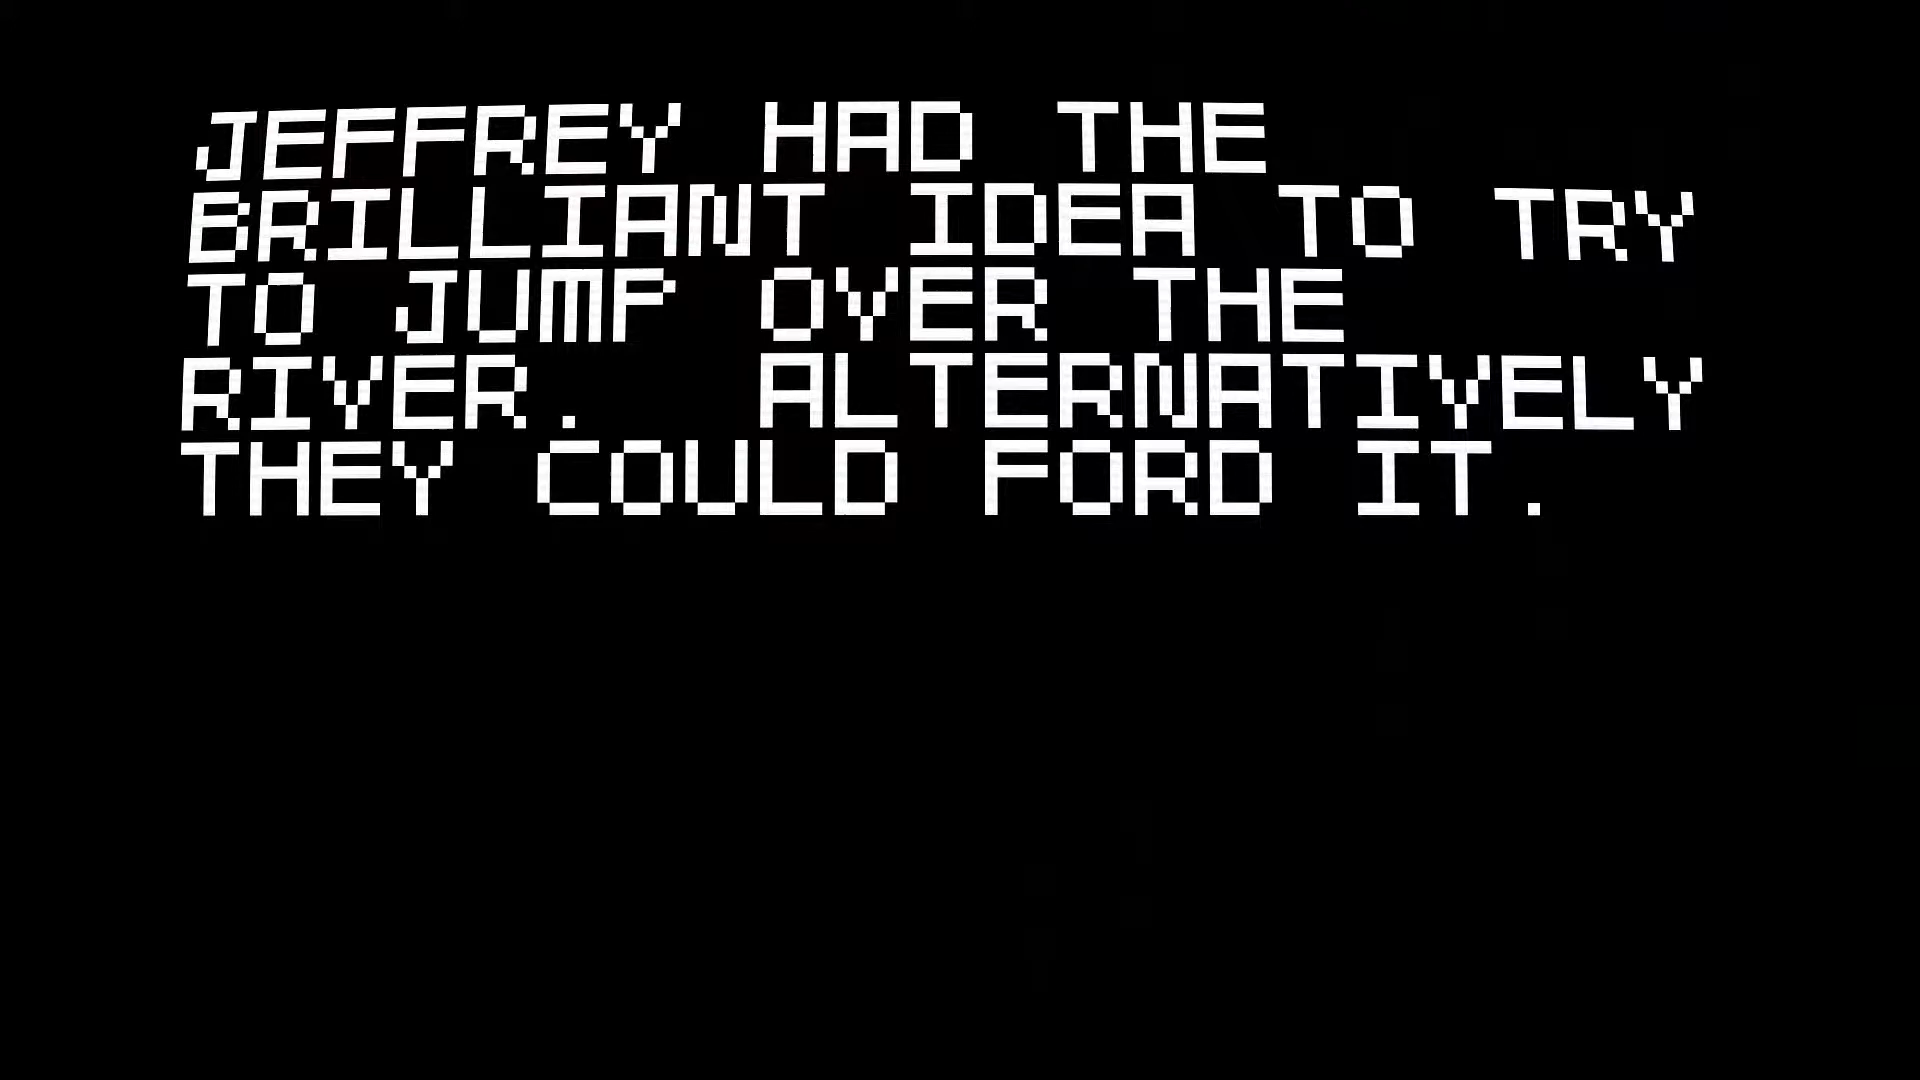 JEFFREY HAD THE
BRILLIANT IDEA TO TRY
TO JUMP OVER THE
RIVER.  ALTERNATIVELY
THEY COULD FORD IT.